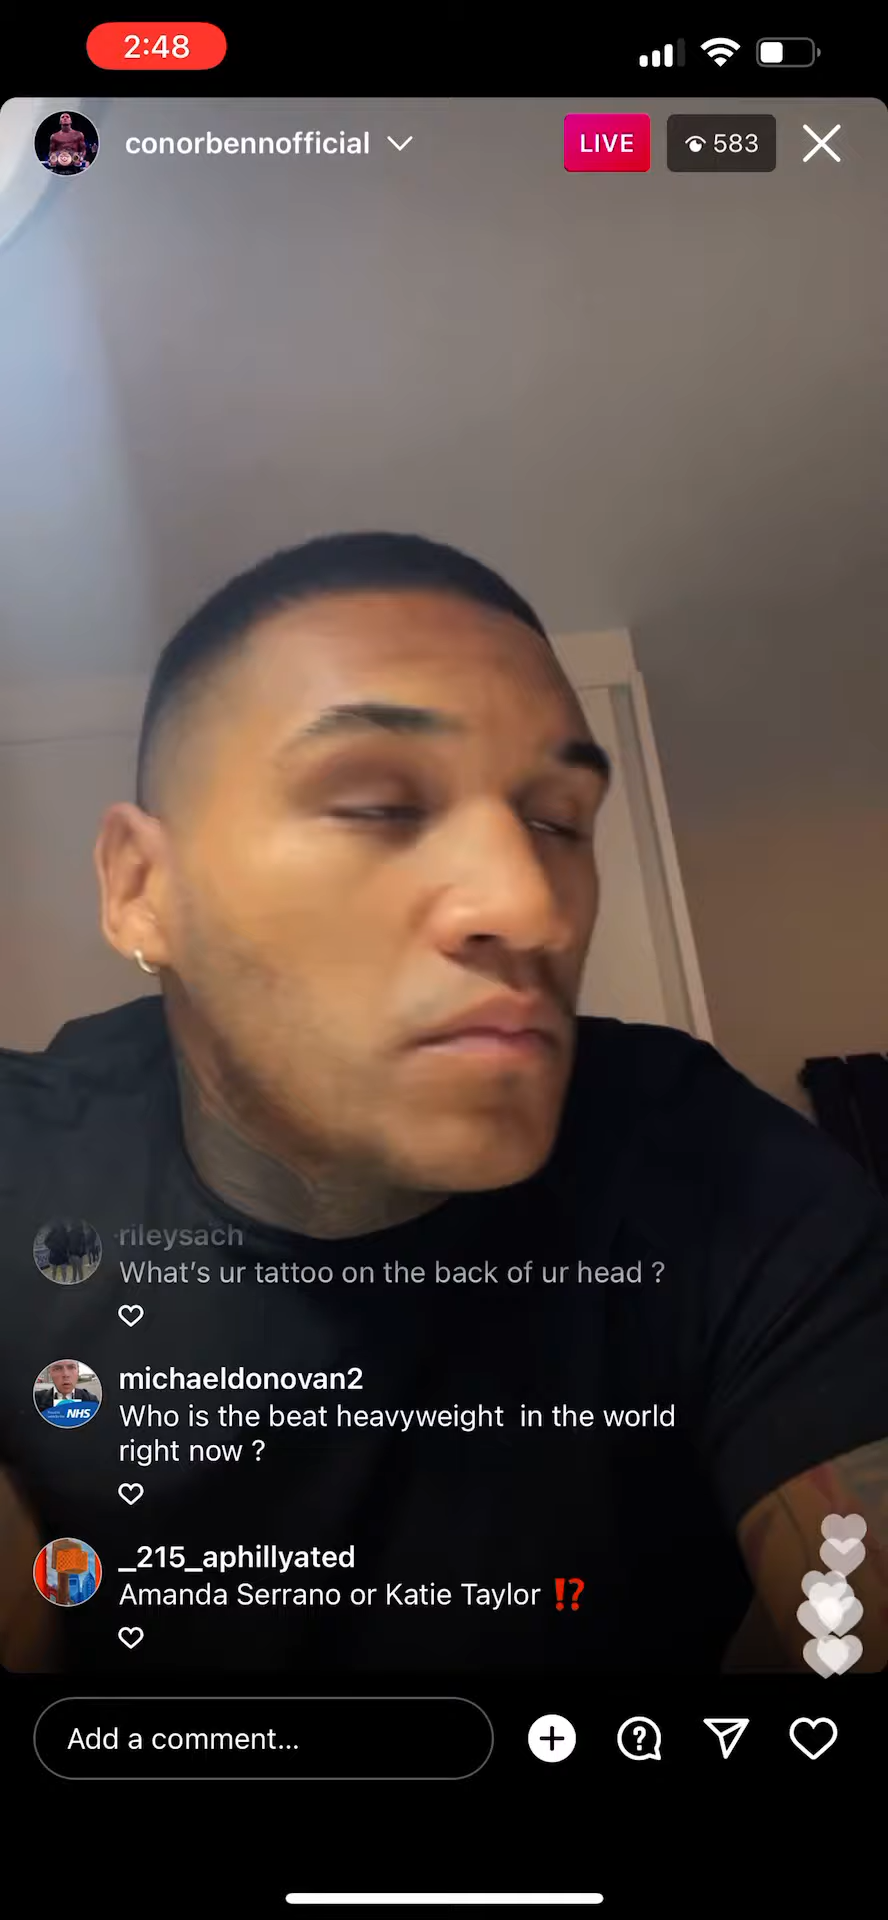 2:48
conorbennofficial
LIVE
583
rileysach
What's ur tattoo on the back of ur head ?
michaeldonovan2
Who is the beat heavyweight in the world
right now ?
NHS
_215_aphillyated
Amanda Serrano or Katie Taylor ⁉️
Add a comment...